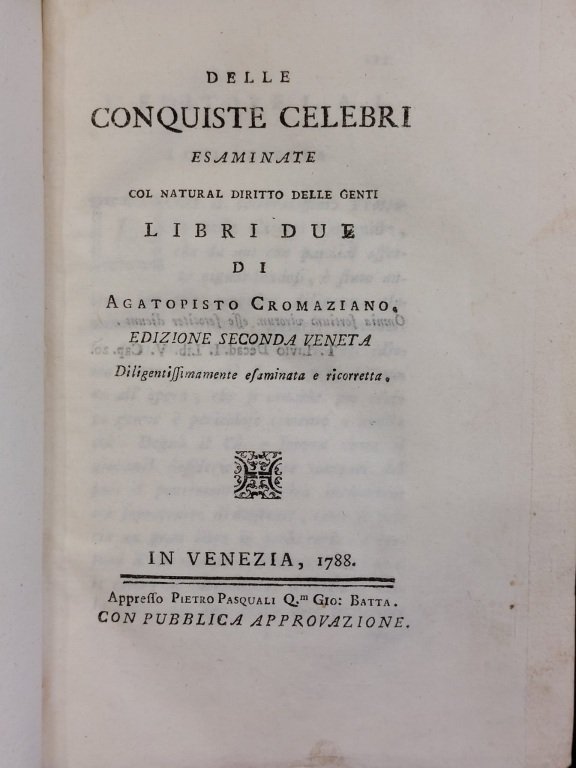 DELLE
CONQUISTE CELEBRI
ESAMINATE
COL NATURAL DIRITTO DELLE GENTI
LIBRI DUE
DI
AGATOPISTO CROMAZIANO.
EDIZIONE SECONDA VENETA
Diligentiſſimamente eſaminata e ricorretta.
IN VENEZIA, 1788.
Appreſſo PIETRO PASQUALI Q.m GIO: BATTA.
CON PUBBLICA APPROVAZIONE.